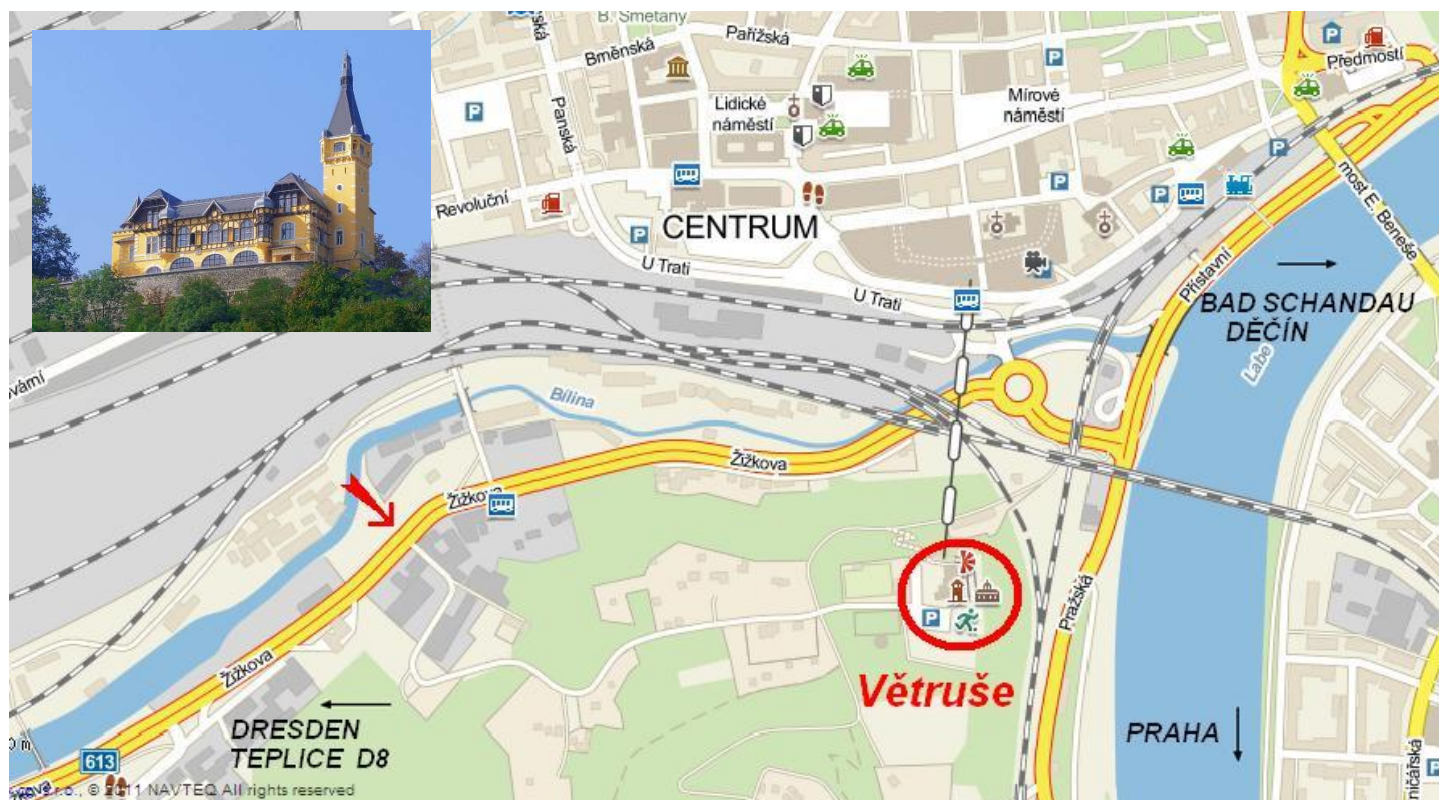 B. Smetany
Pařížská
Brněnská
Předmostí
Panská
Lidické
náměstí
Mírové
náměstí
most E. Beneše
Revoluční
CENTRUM
U Trati
U Trati
Přístavní
BAD SCHANDAU
DĚČÍN
Labe
Bílina
Žižkova
Žižkova
Pražská
Žižkova
Větruše
DRESDEN
TEPLICE D8
PRAHA
613
© 2011 NAVTEQ All rights reserved